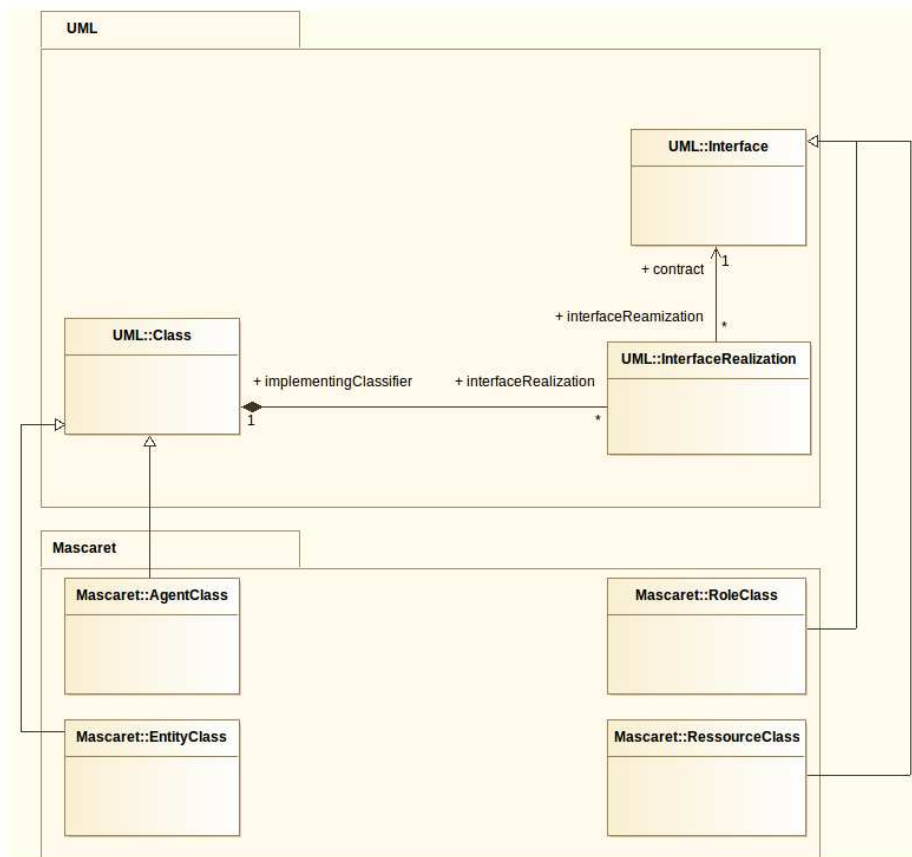 UML
UML::Interface
+ contract
1
+ interfaceReamization
*
UML::Class
UML::InterfaceRealization
+ implementingClassifier
+ interfaceRealization
1
*
Mascaret
Mascaret::AgentClass
Mascaret::RoleClass
Mascaret::EntityClass
Mascaret::RessourceClass